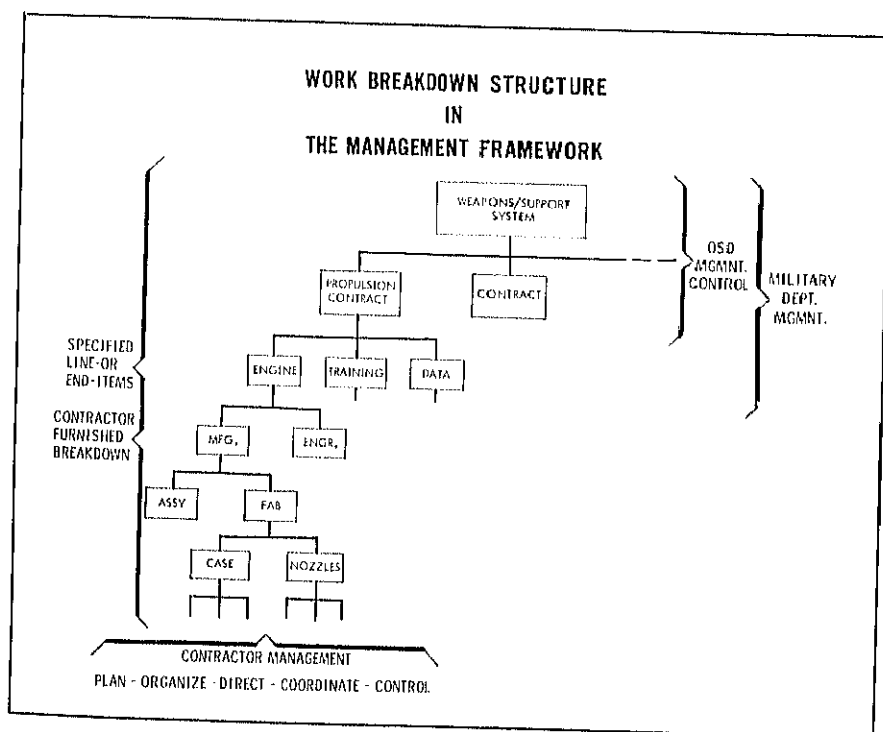 WORK BREAKDOWN STRUCTURE
IN
THE MANAGEMENT FRAMEWORK
WEAPONS/SUPPORT
SYSTEM
OSD
MGMNT.
CONTROL
MILITARY
DEPT.
MGMNT.
PROPULSION
CONTRACT
CONTRACT
SPECIFIED
LINE-OR
END-ITEMS
ENGINE
TRAINING
DATA
CONTRACTOR
FURNISHED
BREAKDOWN
MFG.
ENGR.
ASSY
FAB
CASE
NOZZLES
CONTRACTOR MANAGEMENT
PLAN - ORGANIZE - DIRECT - COORDINATE - CONTROL